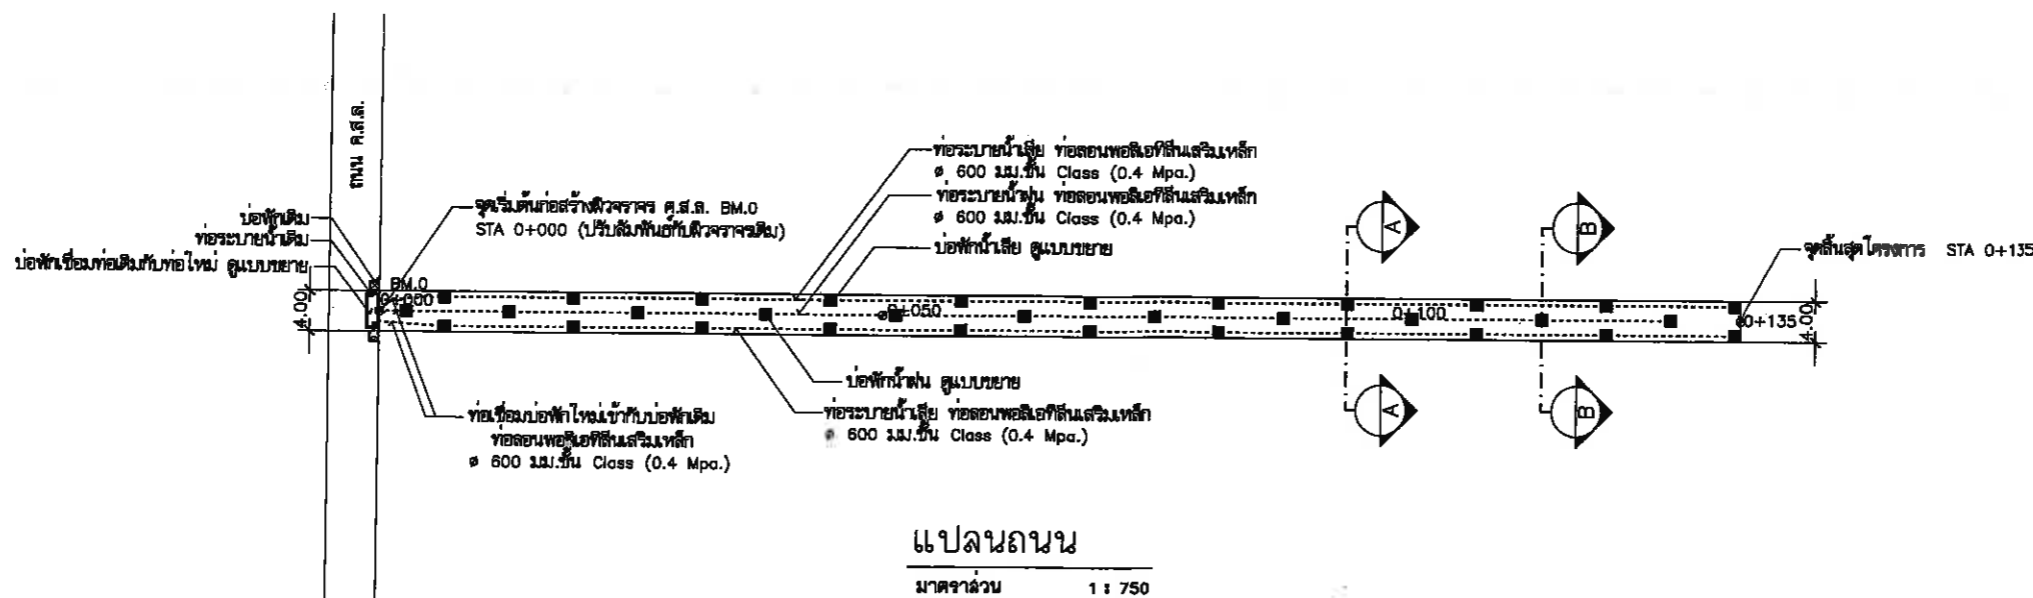 ถนน ค.ส.ล.
ท่อระบายน้ำเสีย ท่อลอนพอลิเอทิลีนเสริมเหล็ก
ø 600 มม.ชั้น Class (0.4 Mpa.)
ท่อระบายน้ำฝน ท่อลอนพอลิเอทิลีนเสริมเหล็ก
ø 600 มม.ชั้น Class (0.4 Mpa.)
บ่อพักน้ำเสีย ดูแบบขยาย
จุดเริ่มต้นก่อสร้างผิวจราจร ค.ส.ล. BM.0
STA 0+000 (ปรับสัมพันธ์กับผิวจราจรเดิม)
บ่อพักเดิม
ท่อระบายน้ำเดิม
บ่อพักเชื่อมท่อเดิมกับท่อใหม่ ดูแบบขยาย
A
B
จุดสิ้นสุดโครงการ STA 0+135
BM.0
0+000
4.00
0+050
0+100
0+135
4.00
บ่อพักน้ำฝน ดูแบบขยาย
ท่อระบายน้ำเสีย ท่อลอนพอลิเอทิลีนเสริมเหล็ก
ø 600 มม.ชั้น Class (0.4 Mpa.)
ท่อเชื่อมบ่อพักใหม่เข้ากับบ่อพักเดิม
ท่อลอนพอลิเอทิลีนเสริมเหล็ก
ø 600 มม.ชั้น Class (0.4 Mpa.)
A
B
แปลนถนน
มาตราส่วน 1 : 750